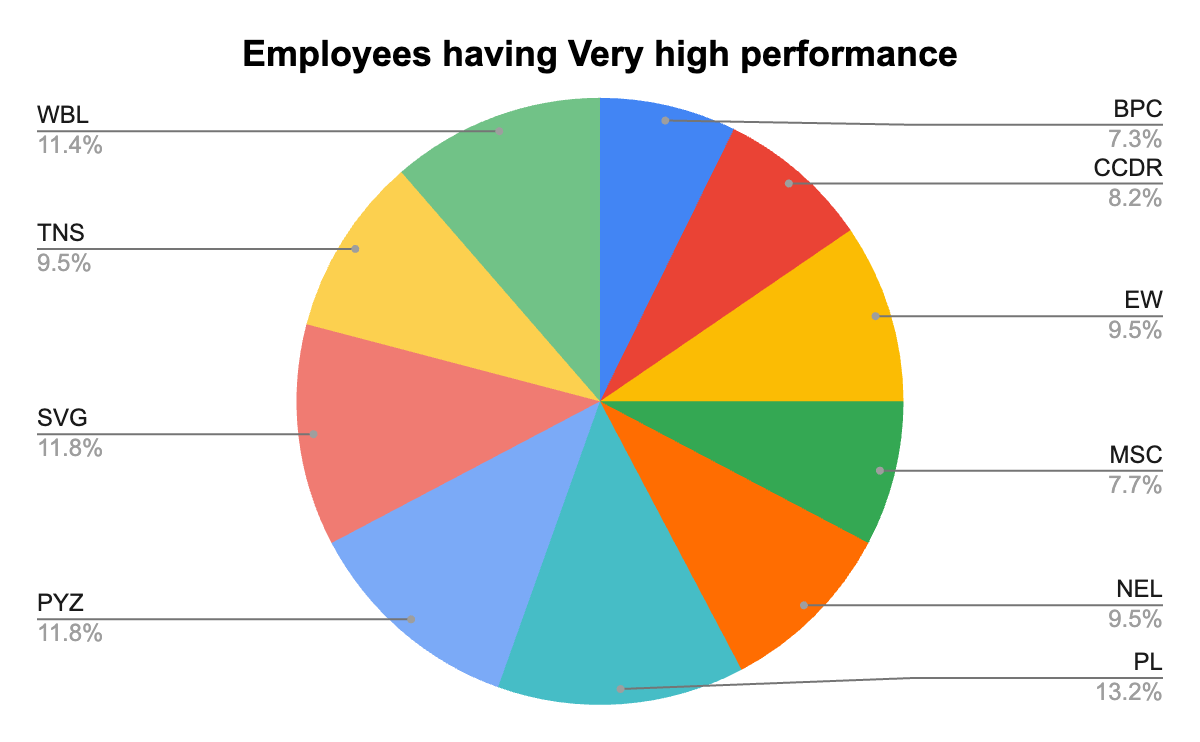 Employees having Very high performance
WBL
11.4%
TNS
9.5%
SVG
11.8%
PYZ
11.8%
BPC
7.3%
CCDR
8.2%
EW
9.5%
MSC
7.7%
NEL
9.5%
PL
13.2%